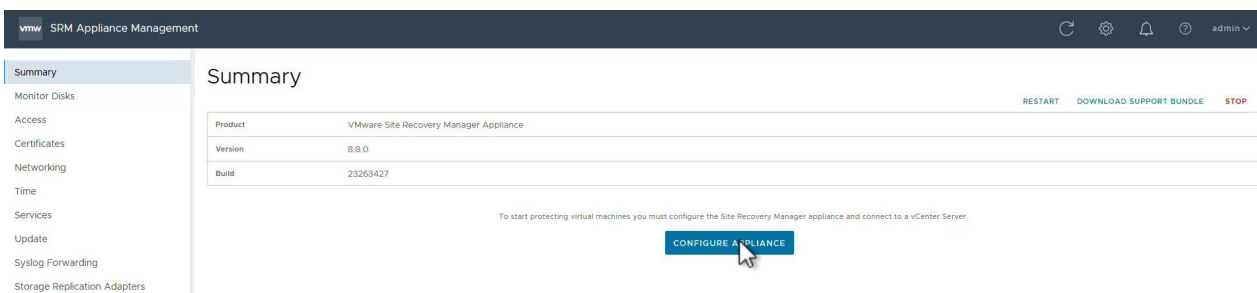 vmw SRM Appliance Management admin
Summary
Monitor Disks
Access
Certificates
Networking
Time
Services
Update
Syslog Forwarding
Storage Replication Adapters
Summary
RESTART DOWNLOAD SUPPORT BUNDLE STOP
Product VMware Site Recovery Manager Appliance
Version 8.8.0
Build 23263427
To start protecting virtual machines you must configure the Site Recovery Manager appliance and connect to a vCenter Server.
CONFIGURE APPLIANCE